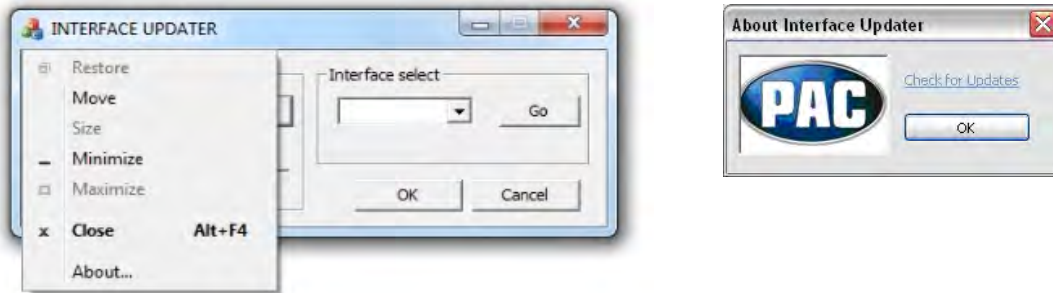 INTERFACE UPDATER
Restore
Move
Size
Minimize
Maximize
x Close Alt+F4
About...
Interface select
Go
OK Cancel
About Interface Updater
PAC
Check for Updates
OK